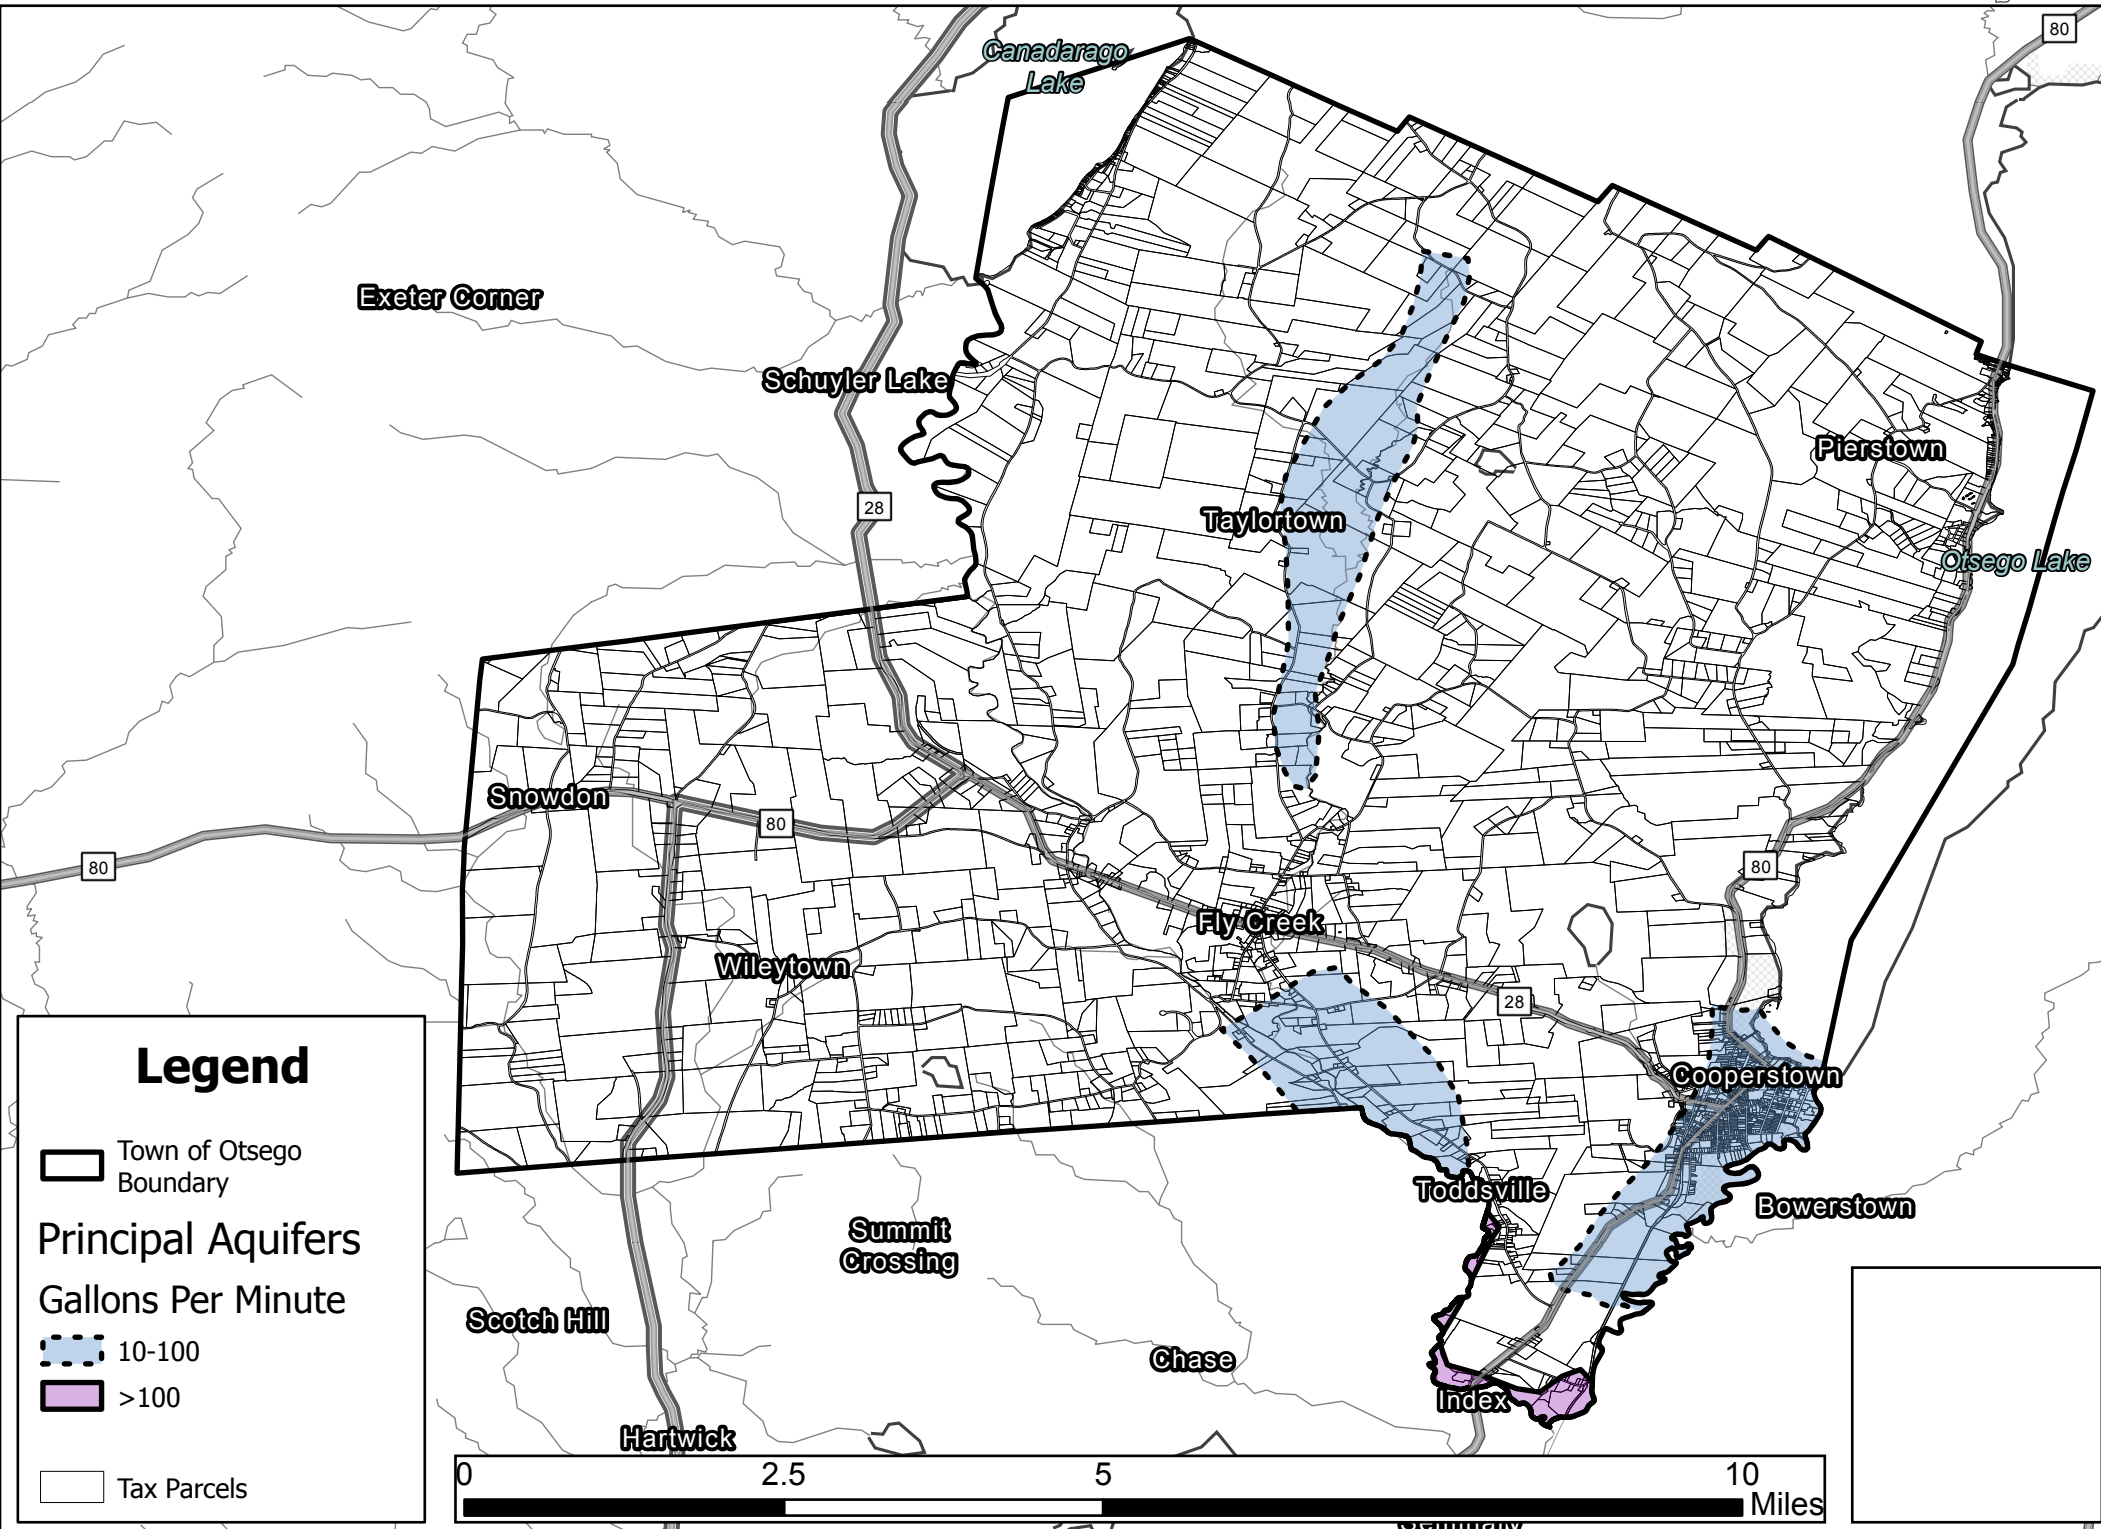 80
Canadarago
Lake
Exeter Corner
Schuyler Lake
Pierstown
28
Taylortown
Otsego Lake
Snowdon
80
80
80
Fly Creek
Wileytown
28
Cooperstown
Toddsville
Bowerstown
Summit
Crossing
Scotch Hill
Chase
Index
Hartwick
Legend
Town of Otsego
Boundary
Principal Aquifers
Gallons Per Minute
10-100
>100
Tax Parcels
0 2.5 5 10
Miles